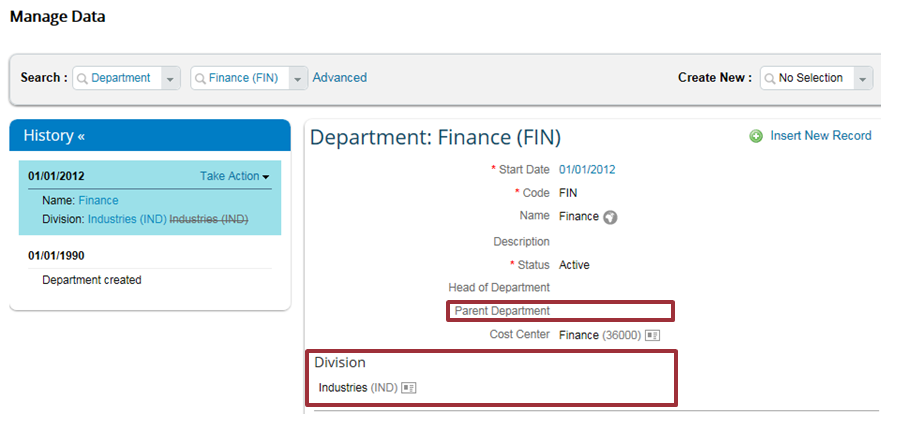 Manage Data
Search : Department Finance (FIN) Advanced Create New : No Selection
History «
01/01/2012 Take Action
Name: Finance
Division: Industries (IND) Industries (IND)
01/01/1990
Department created
Department: Finance (FIN) Insert New Record
* Start Date 01/01/2012
* Code FIN
Name Finance
Description
* Status Active
Head of Department
Parent Department
Cost Center Finance (36000)
Division
Industries (IND)